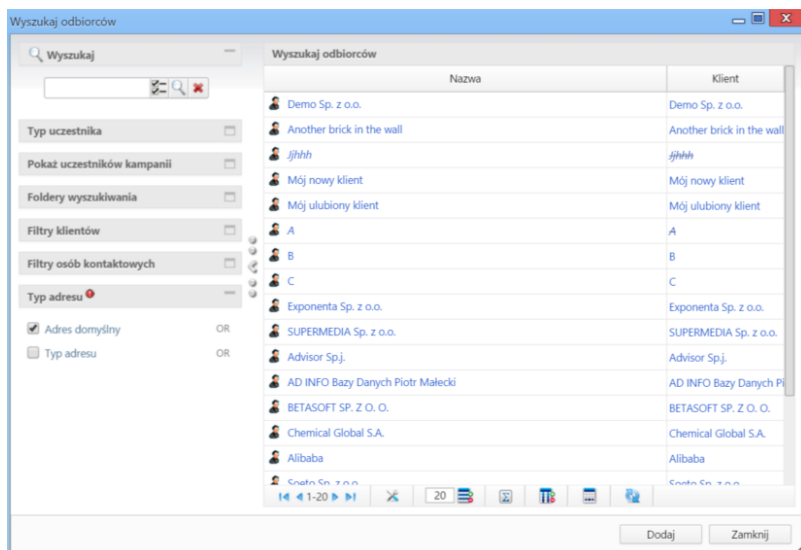 Wyszukaj odbiorców
Wyszukaj
Typ uczestnika
Pokaż uczestników kampanii
Foldery wyszukiwania
Filtry klientów
Filtry osób kontaktowych
Typ adresu
Adres domyślny OR
Typ adresu OR
Wyszukaj odbiorców
Nazwa Klient
Demo Sp. z o.o. Demo Sp. z o.o.
Another brick in the wall Another brick in the wall
Jjhhh Jjhhh
Mój nowy klient Mój nowy klient
Mój ulubiony klient Mój ulubiony klient
A A
B B
C C
Exponenta Sp. z o.o. Exponenta Sp. z o.o.
SUPERMEDIA Sp. z o.o. SUPERMEDIA Sp. z o.o.
Advisor Sp.j. Advisor Sp.j.
AD INFO Bazy Danych Piotr Małecki AD INFO Bazy Danych Pi
BETASOFT SP. Z O. O. BETASOFT SP. Z O. O.
Chemical Global S.A. Chemical Global S.A.
Alibaba Alibaba
Sp. z o.o. Sp. z o.o.
1-20 20
Dodaj Zamknij